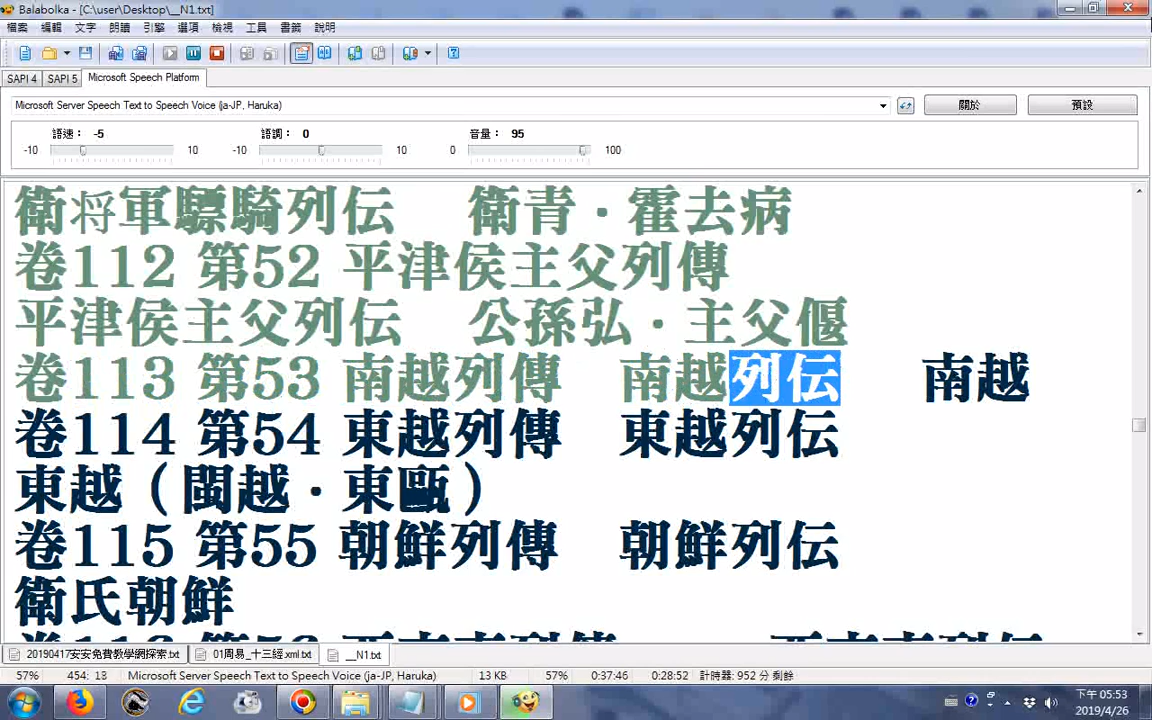 Balabolka - [C:\user\Desktop\__N1.txt]
檔案 編輯 文字 朗讀 引擎 選項 檢視 工具 書籤 說明
SAPI 4 SAPI 5 Microsoft Speech Platform
Microsoft Server Speech Text to Speech Voice (ja-JP, Haruka) 關於 預設
語速： -5 語調： 0 音量： 95
-10 10 -10 10 0 100
衛将軍驃騎列伝 衛青・霍去病
卷112 第52 平津侯主父列傳
平津侯主父列伝 公孫弘・主父偃
卷113 第53 南越列傳 南越列伝 南越
卷114 第54 東越列傳 東越列伝
東越（閩越・東甌）
卷115 第55 朝鮮列傳 朝鮮列伝
衛氏朝鮮
20190417安安免費教學網探索.txt 01周易_十三經.xml.txt __N1.txt
57% 454: 13 Microsoft Server Speech Text to Speech Voice (ja-JP, Haruka) 13 KB 57% 0:37:46 0:28:52 計時器: 952 分 剩餘
下午 05:53
2019/4/26